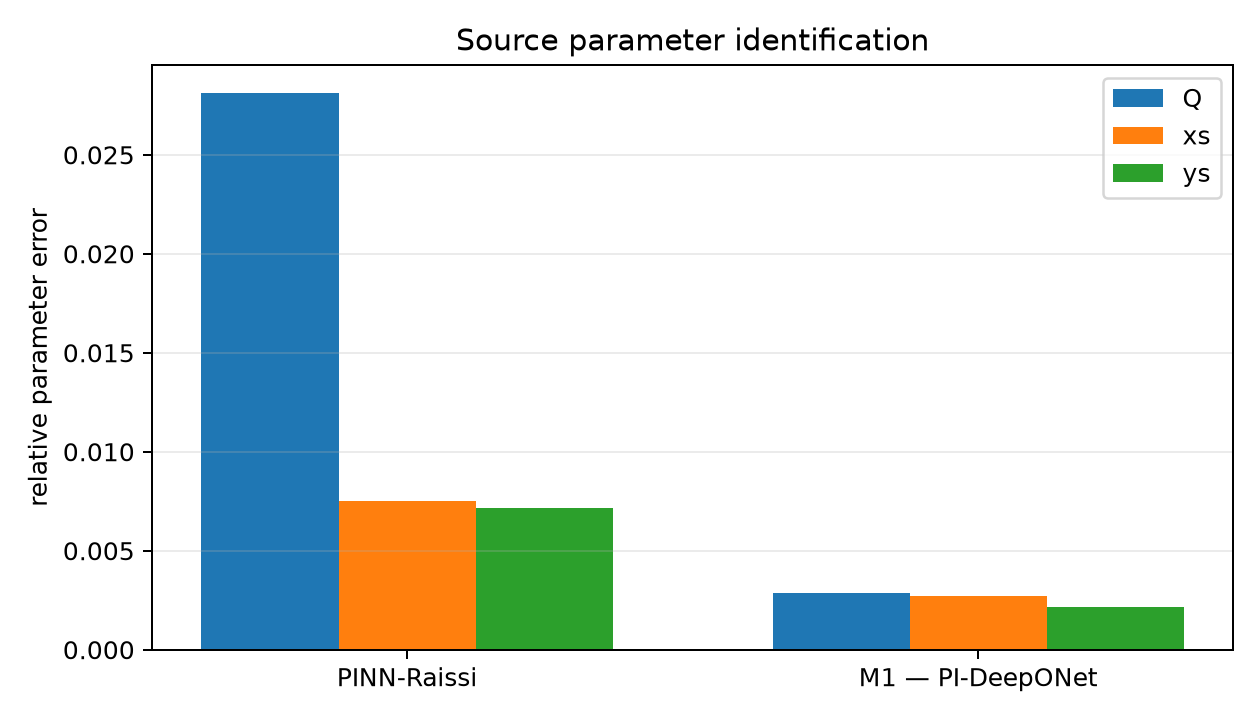 Source parameter identification
Q
xs
ys
relative parameter error
0.025
0.020
0.015
0.010
0.005
0.000
PINN-Raissi
M1 — PI-DeepONet